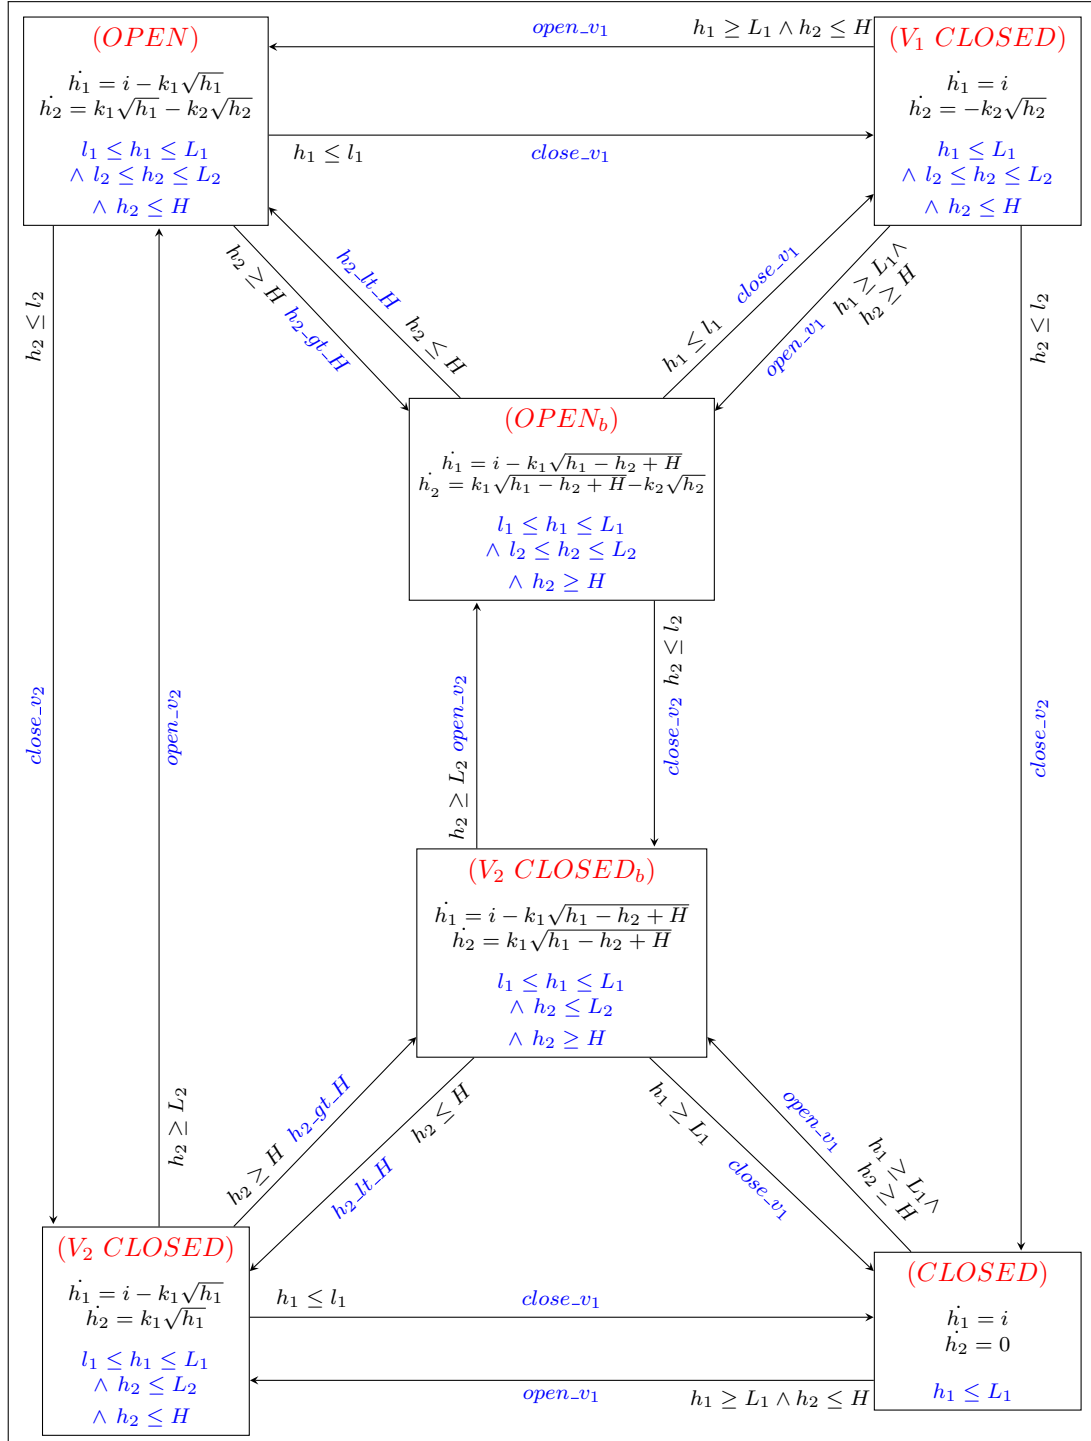 (OPEN)
ḣ₁ = i − k₁√h₁
ḣ₂ = k₁√h₁ − k₂√h₂
l₁ ≤ h₁ ≤ L₁
∧ l₂ ≤ h₂ ≤ L₂
∧ h₂ ≤ H
open_v₁
h₁ ≥ L₁ ∧ h₂ ≤ H
h₁ ≤ l₁
close_v₁
(V₁ CLOSED)
ḣ₁ = i
ḣ₂ = −k₂√h₂
h₁ ≤ L₁
∧ l₂ ≤ h₂ ≤ L₂
∧ h₂ ≤ H
h₂ ≤ l₂
close_v₂
open_v₂
h₂ ≥ L₂
h₂ ≥ H h₂_gt_H
h₂_lt_H
h₂ ≤ H
h₁ ≤ l₁
close_v₁
open_v₁
h₁ ≥ L₁∧
h₂ ≥ H
h₂ ≤ l₂
close_v₂
(OPEN_b)
ḣ₁ = i − k₁√(h₁ − h₂ + H)
ḣ₂ = k₁√(h₁ − h₂ + H)−k₂√h₂
l₁ ≤ h₁ ≤ L₁
∧ l₂ ≤ h₂ ≤ L₂
∧ h₂ ≥ H
h₂ ≥ L₂ open_v₂
close_v₂ h₂ ≤ l₂
(V₂ CLOSED_b)
ḣ₁ = i − k₁√(h₁ − h₂ + H)
ḣ₂ = k₁√(h₁ − h₂ + H)
l₁ ≤ h₁ ≤ L₁
∧ h₂ ≤ L₂
∧ h₂ ≥ H
h₂ ≥ H h₂_gt_H
h₂_lt_H
h₂ ≤ H
h₁ ≥ L₁
close_v₁
open_v₁
h₁ ≥ L₁∧
h₂ ≥ H
(V₂ CLOSED)
ḣ₁ = i − k₁√h₁
ḣ₂ = k₁√h₁
l₁ ≤ h₁ ≤ L₁
∧ h₂ ≤ L₂
∧ h₂ ≤ H
h₁ ≤ l₁
close_v₁
open_v₁
h₁ ≥ L₁ ∧ h₂ ≤ H
(CLOSED)
ḣ₁ = i
ḣ₂ = 0
h₁ ≤ L₁